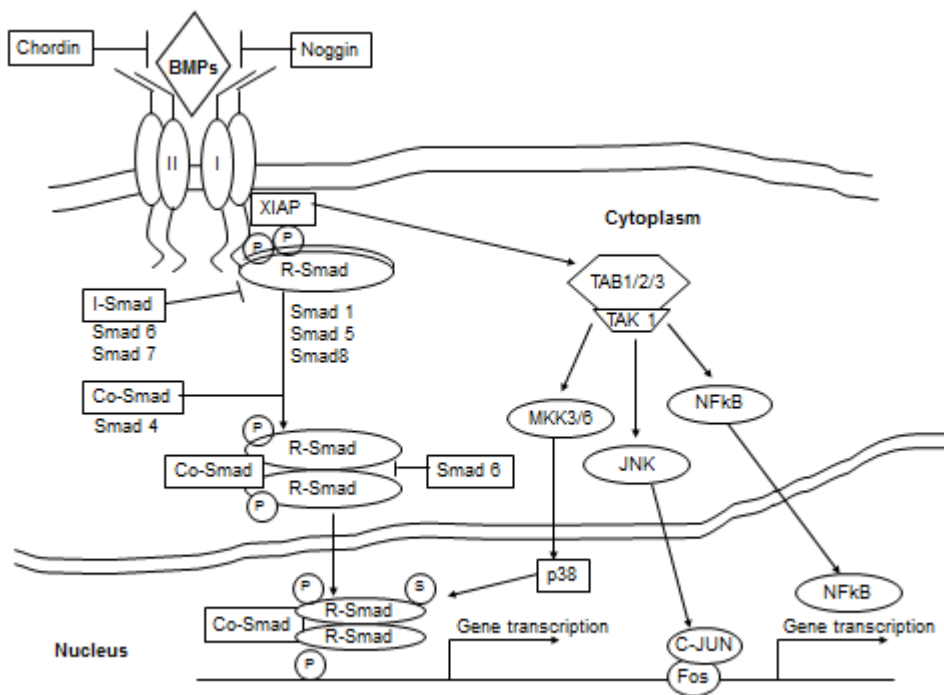 Chordin
BMPs
Noggin
II
I
XIAP
Cytoplasm
P
P
R-Smad
TAB1/2/3
TAK 1
I-Smad
Smad 6
Smad 7
Smad 1
Smad 5
Smad8
Co-Smad
Smad 4
MKK3/6
NFkB
P
R-Smad
Co-Smad
R-Smad
Smad 6
JNK
P
p38
NFkB
P
S
R-Smad
Co-Smad
R-Smad
P
Gene transcription
Gene transcription
Nucleus
C-JUN
Fos